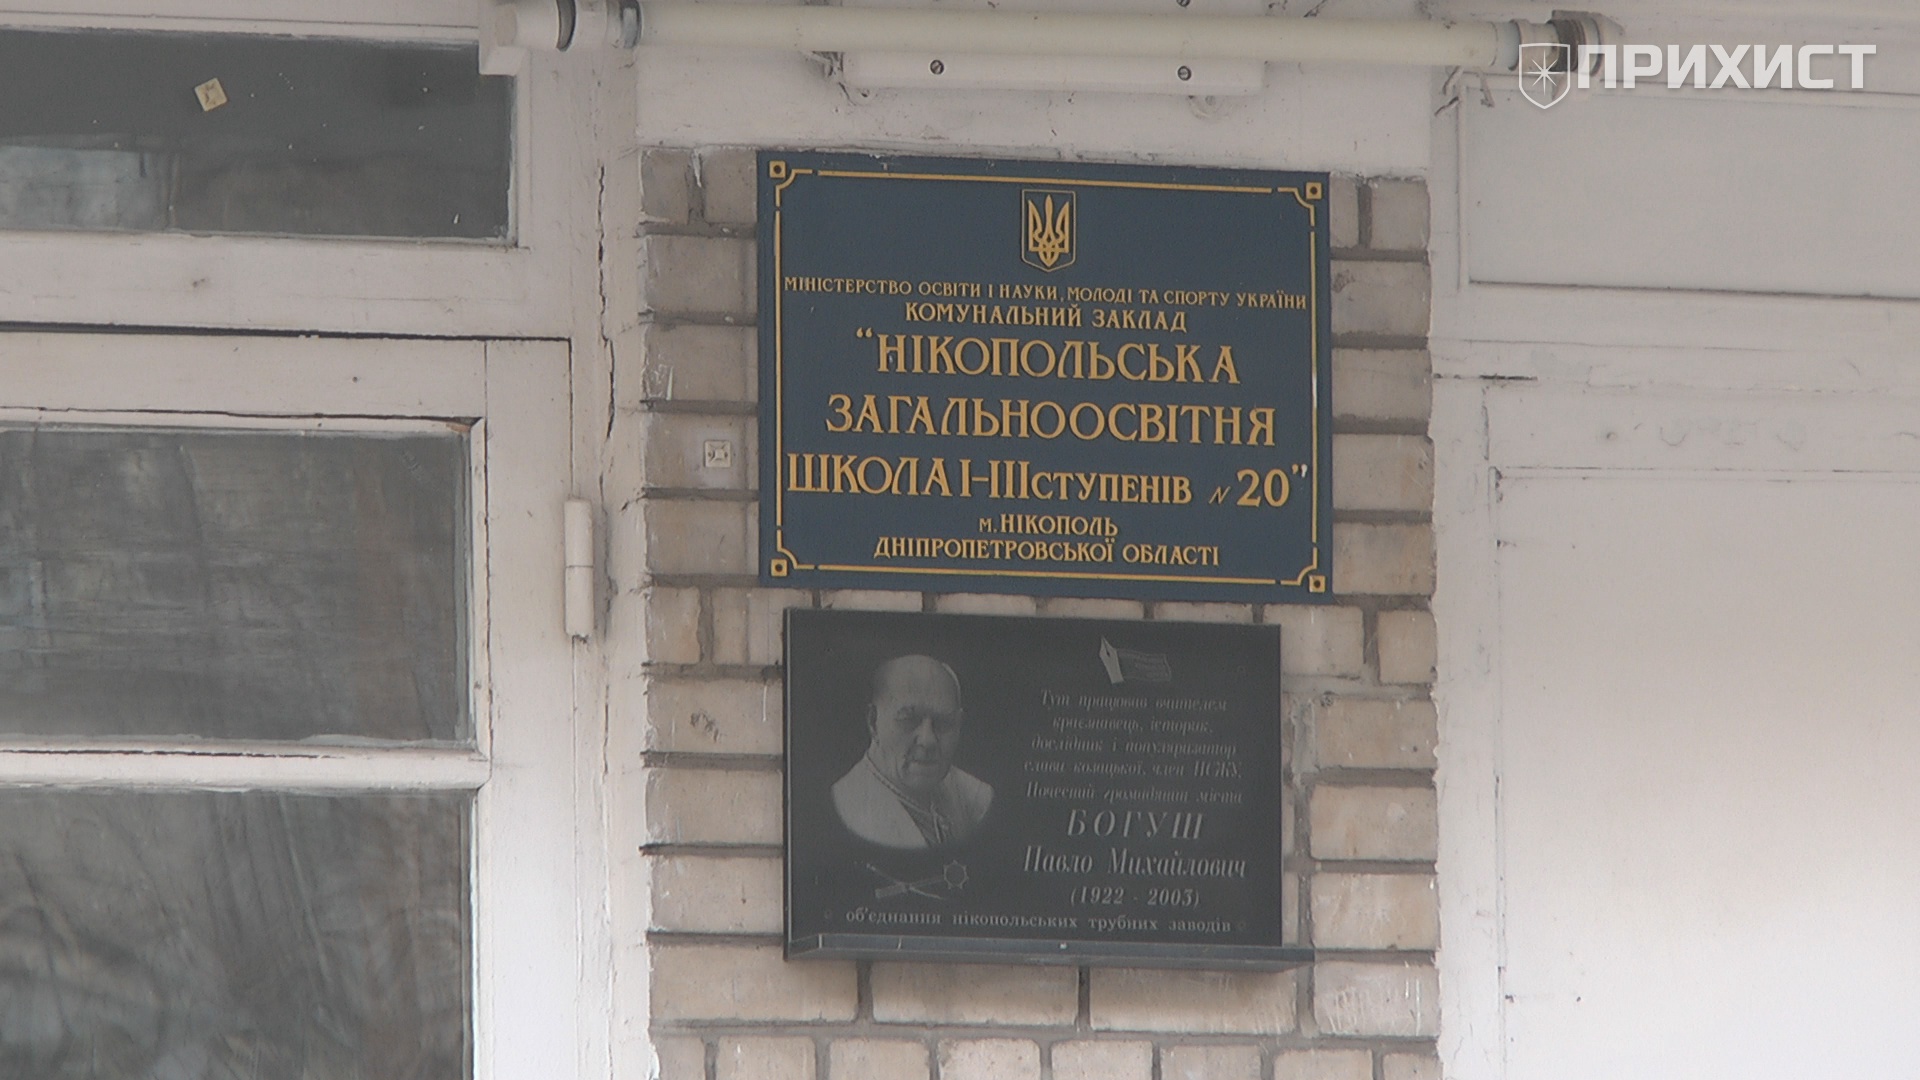 ПРИХИСТ
МІНІСТЕРСТВО ОСВІТИ І НАУКИ, МОЛОДІ ТА СПОРТУ УКРАЇНИ
КОМУНАЛЬНИЙ ЗАКЛАД
“НІКОПОЛЬСЬКА
ЗАГАЛЬНООСВІТНЯ
ШКОЛА І-ІІІ СТУПЕНІВ N 20”
м. НІКОПОЛЬ
ДНІПРОПЕТРОВСЬКОЇ ОБЛАСТІ
Тут працював вчителем
краєзнавець, історик,
дослідник і популяризатор
слави козацької, член НСЖУ,
Почесний громадянин міста
БОГУШ
Павло Михайлович
(1922 - 2003)
об'єднання нікопольських трубних заводів